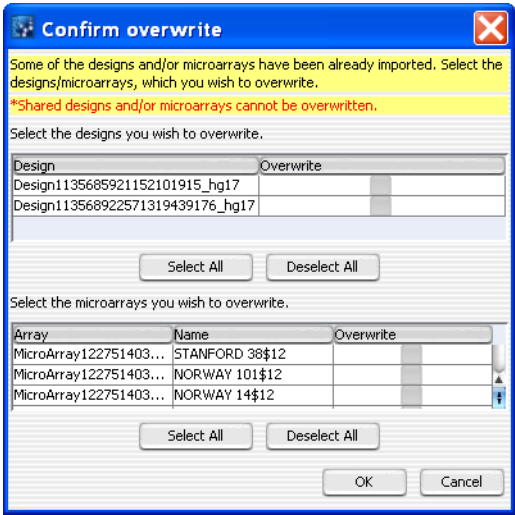 Confirm overwrite
Some of the designs and/or microarrays have been already imported. Select the
designs/microarrays, which you wish to overwrite.
*Shared designs and/or microarrays cannot be overwritten.
Select the designs you wish to overwrite.
Design Overwrite
Design1135685921152101915_hg17
Design113568922571319439176_hg17
Select All Deselect All
Select the microarrays you wish to overwrite.
Array Name Overwrite
MicroArray122751403... STANFORD 38$12
MicroArray122751403... NORWAY 101$12
MicroArray122751403... NORWAY 14$12
Select All Deselect All
OK Cancel